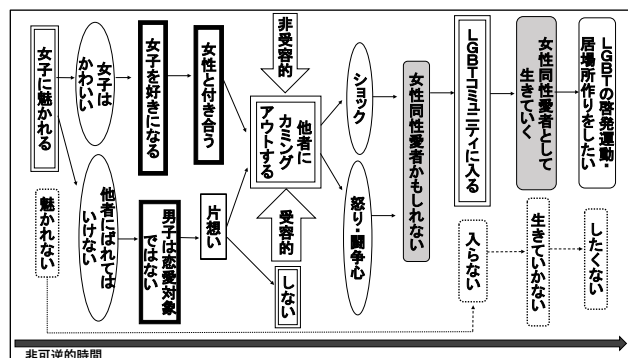 女子に魅かれる
魅かれない
女子は
かわいい
他者にばれては
いけない
女子を好きになる
男子は恋愛対象
ではない
女性と付き合う
片想い
非受容的
他者に
カミング
アウトする
受容的
しない
ショック
怒り・闘争心
女性同性愛者かもしれない
LGBTコミュニティに入る
入らない
女性同性愛者として
生きていく
生きていかない
LGBTの啓発運動・
居場所作りをしたい
したくない
非可逆的時間